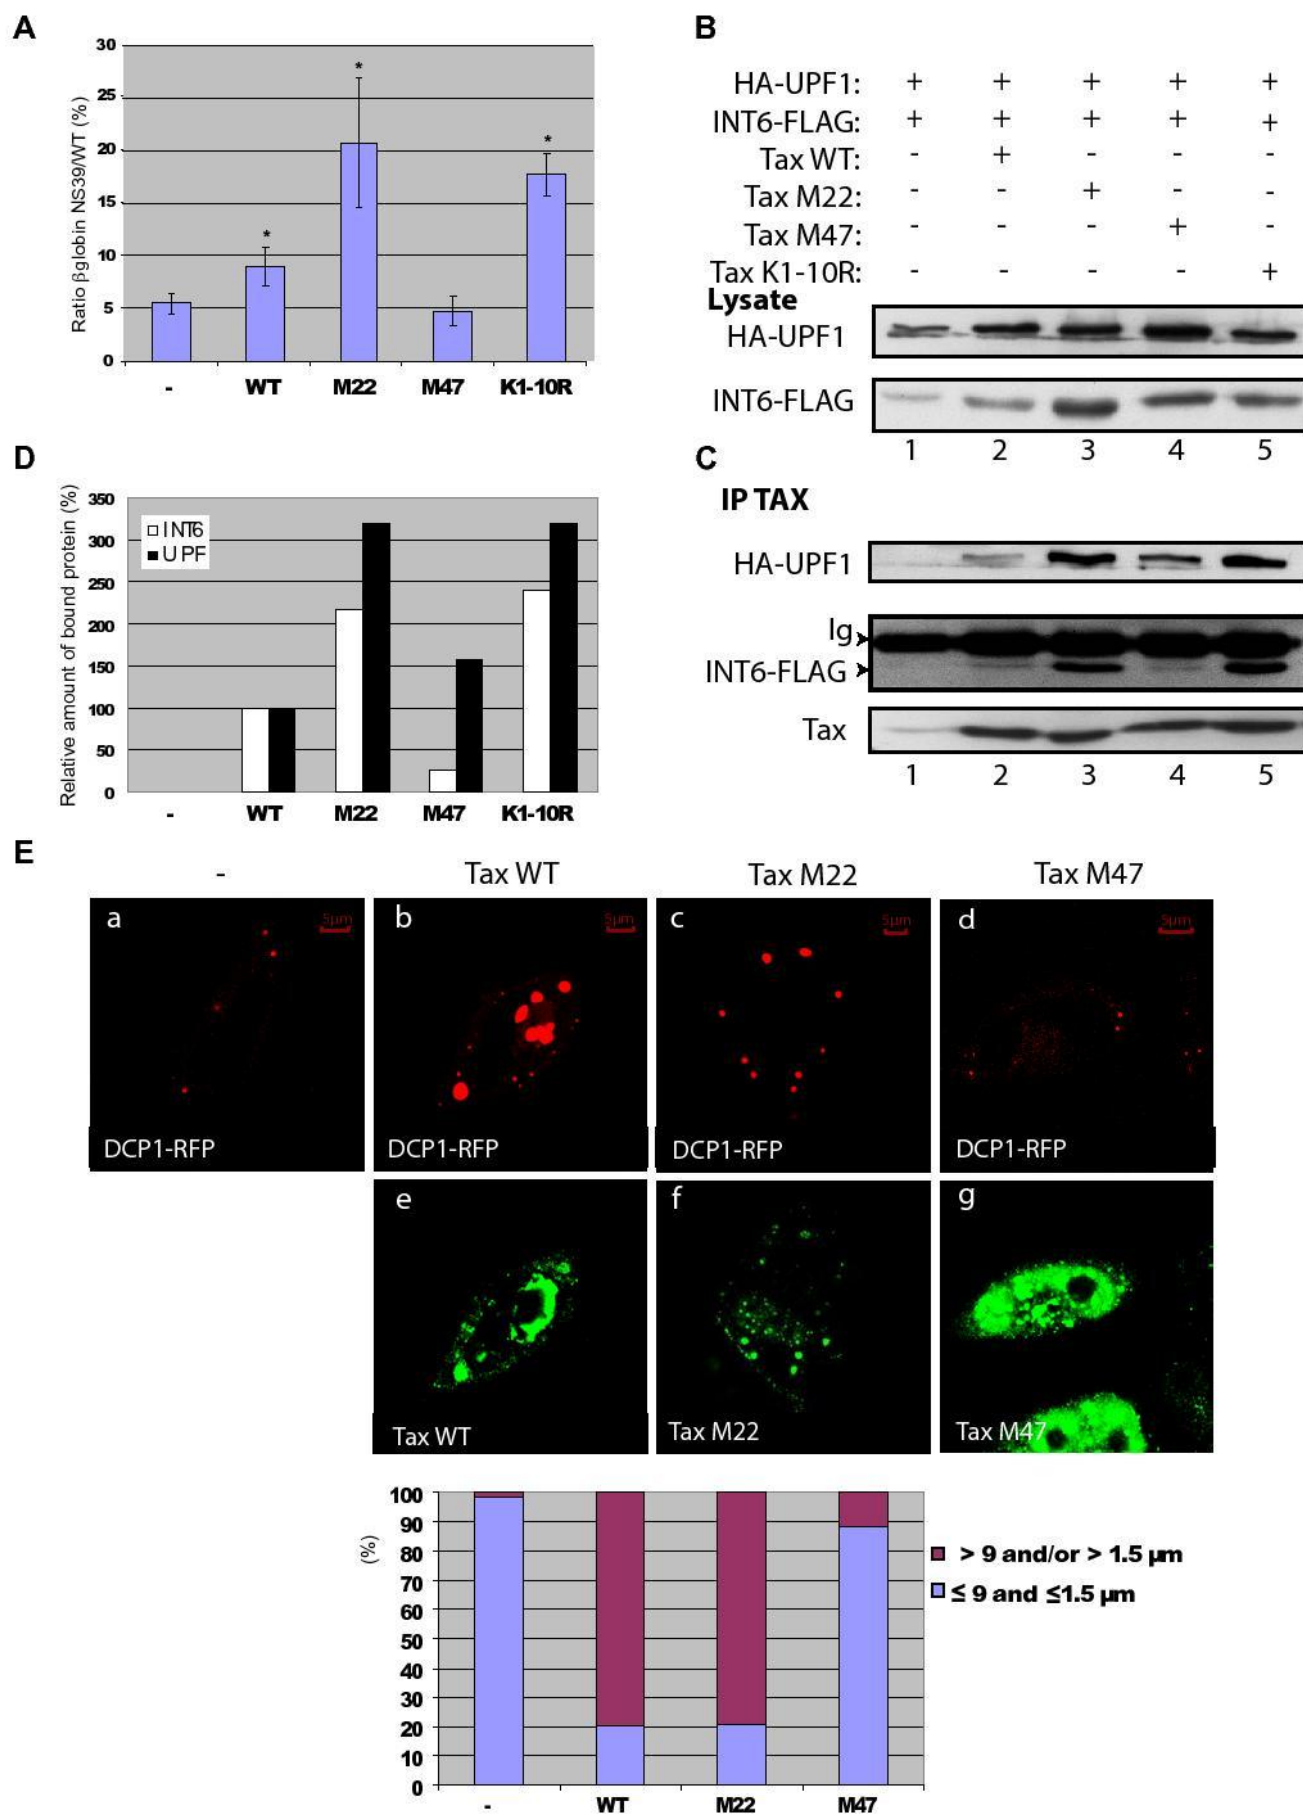 A
Ratio βglobin NS39/WT (%)
30
25
20
15
10
5
0
*
*
*
- WT M22 M47 K1-10R
B
HA-UPF1: + + + + +
INT6-FLAG: + + + + +
Tax WT: - + - - -
Tax M22: - - + - -
Tax M47: - - - + -
Tax K1-10R: - - - - +
Lysate
HA-UPF1
INT6-FLAG
1 2 3 4 5
D
Relative amount of bound protein (%)
350
300
250
200
150
100
50
0
INT6
UPF
- WT M22 M47 K1-10R
C
IP TAX
HA-UPF1
Ig
INT6-FLAG
Tax
1 2 3 4 5
E
- Tax WT Tax M22 Tax M47
a 5µm b 5µm c 5µm d 5µm
DCP1-RFP DCP1-RFP DCP1-RFP DCP1-RFP
e f g
Tax WT Tax M22 Tax M47
(%)
100
90
80
70
60
50
40
30
20
10
0
- WT M22 M47
> 9 and/or > 1.5 µm
≤ 9 and ≤1.5 µm